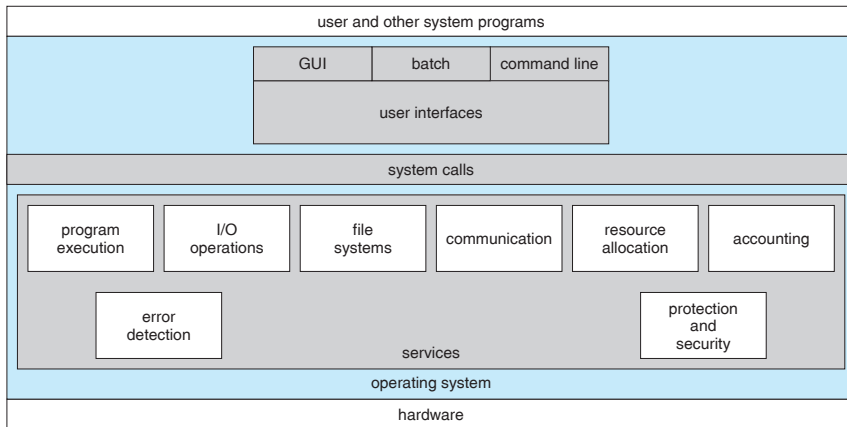 user and other system programs
GUI
batch
command line
user interfaces
system calls
program
execution
I/O
operations
file
systems
communication
resource
allocation
accounting
error
detection
protection
and
security
services
operating system
hardware